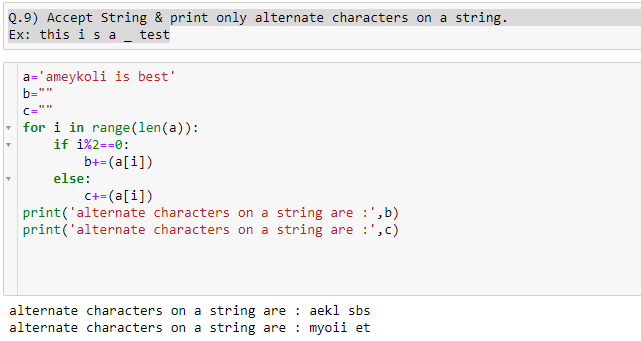 Q.9) Accept String & print only alternate characters on a string.
Ex: this i s a _ test
a='ameykoli is best'
b=""
c=""
for i in range(len(a)):
    if i%2==0:
        b+=(a[i])
    else:
        c+=(a[i])
print('alternate characters on a string are :',b)
print('alternate characters on a string are :',c)
alternate characters on a string are : aekl sbs
alternate characters on a string are : myoii et